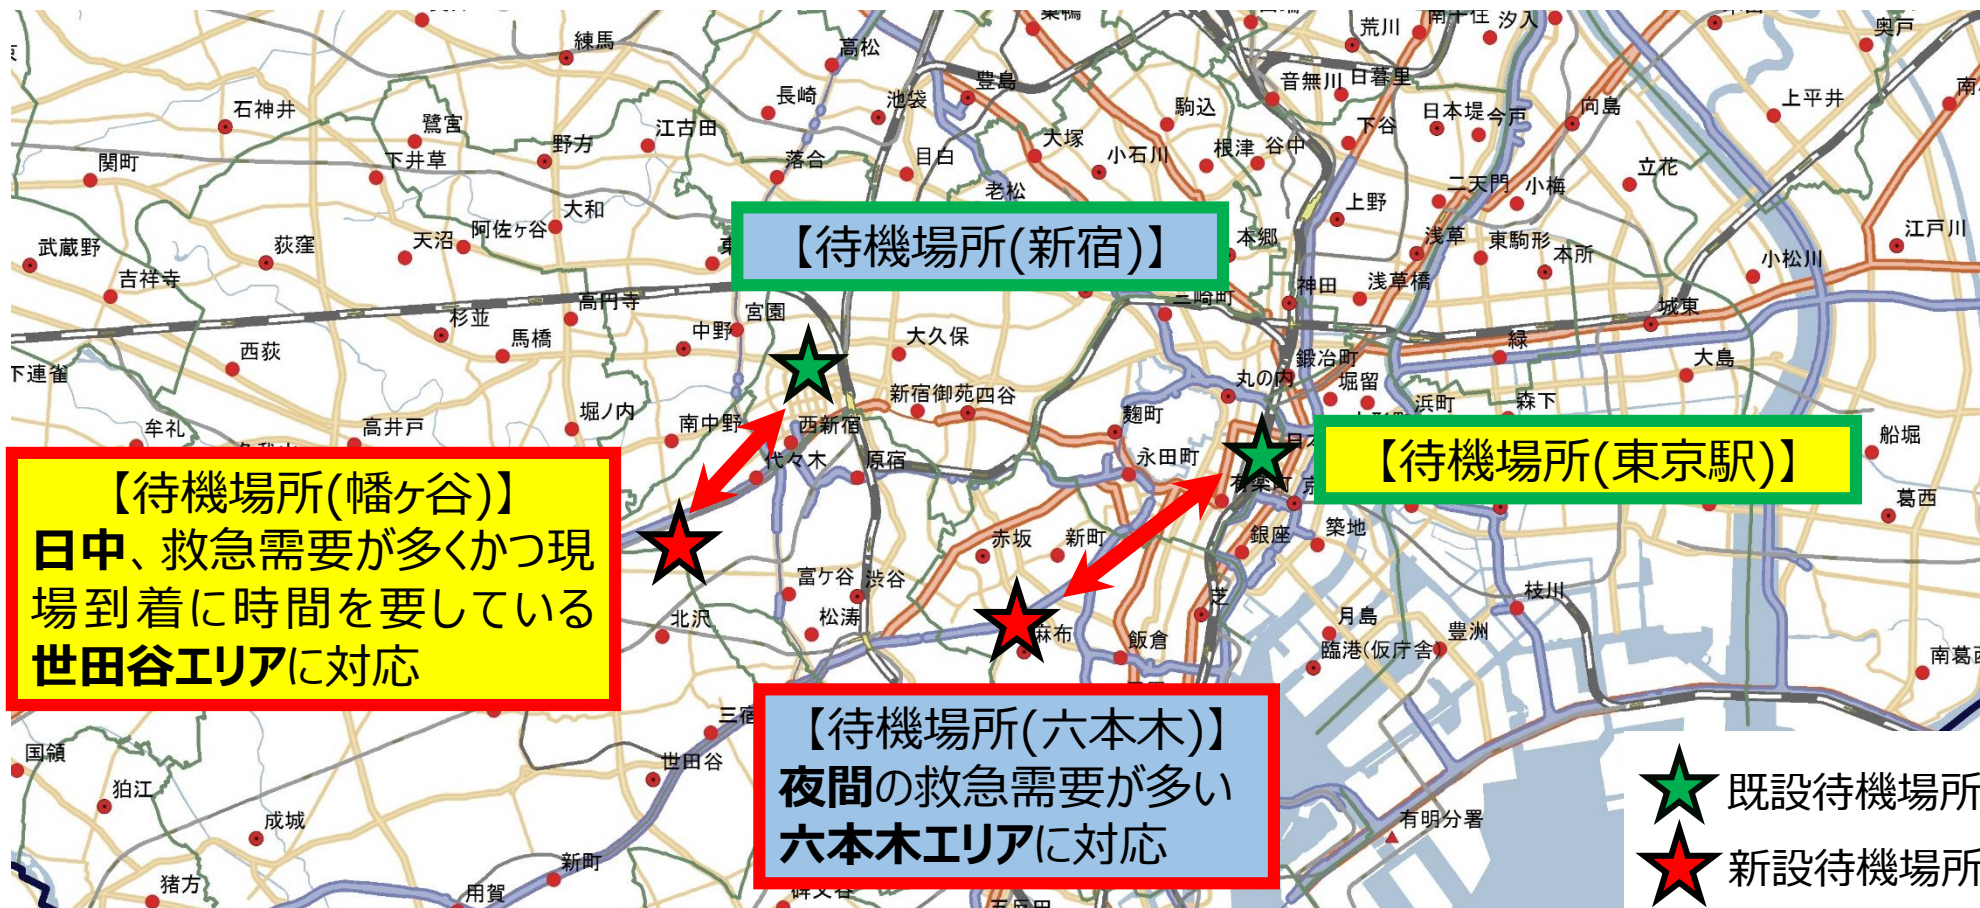 練馬
高松
巣鴨
荒川
南千住
汐入
奥戸
石神井
鷺宮
野方
江古田
長崎
池袋
豊島
駒込
音無川
日暮里
日本堤
今戸
向島
上平井
関町
下井草
落合
目白
大塚
小石川
根津
谷中
下谷
立花
老松
上野
二天門
小梅
大和
武蔵野
荻窪
天沼
阿佐ヶ谷
【待機場所(新宿)】
本郷
浅草
東駒形
本所
江戸川
小松川
吉祥寺
杉並
高円寺
馬橋
中野
宮園
大久保
三崎町
神田
浅草橋
城東
緑
西荻
下連雀
鍛冶町
大島
新宿御苑
四谷
丸の内
堀留
浜町
森下
牟礼
高井戸
堀ノ内
南中野
西新宿
麹町
船堀
代々木
原宿
永田町
有楽町
【待機場所(東京駅)】
葛西
【待機場所(幡ヶ谷)】
日中、救急需要が多くかつ現
場到着に時間を要している
世田谷エリアに対応
赤坂
新町
銀座
築地
富ケ谷
渋谷
北沢
松涛
麻布
飯倉
芝
月島
臨港(仮庁舎)
豊洲
枝川
南葛西
三宿
【待機場所(六本木)】
夜間の救急需要が多い
六本木エリアに対応
国領
狛江
成城
世田谷
猪方
用賀
新町
有明分署
既設待機場所
新設待機場所